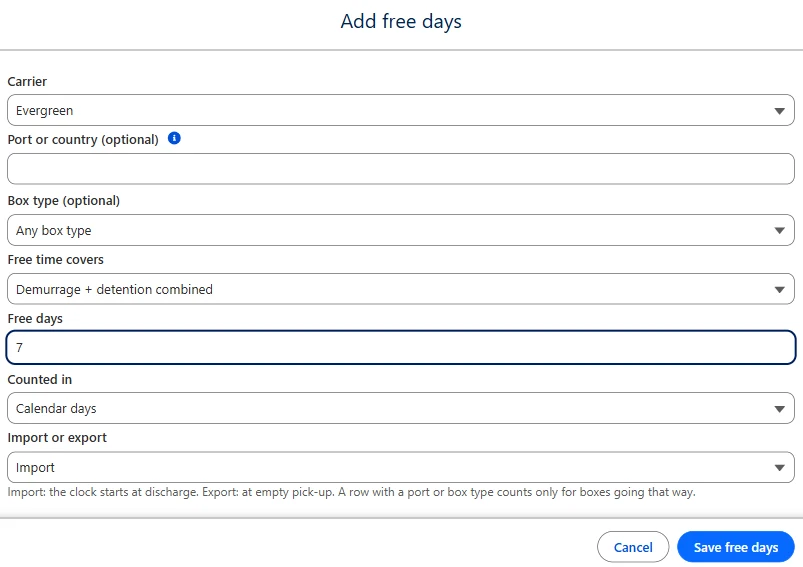 Add free days
Carrier
Evergreen
Port or country (optional)
Box type (optional)
Any box type
Free time covers
Demurrage + detention combined
Free days
7
Counted in
Calendar days
Import or export
Import
Import: the clock starts at discharge. Export: at empty pick-up. A row with a port or box type counts only for boxes going that way.
Cancel
Save free days